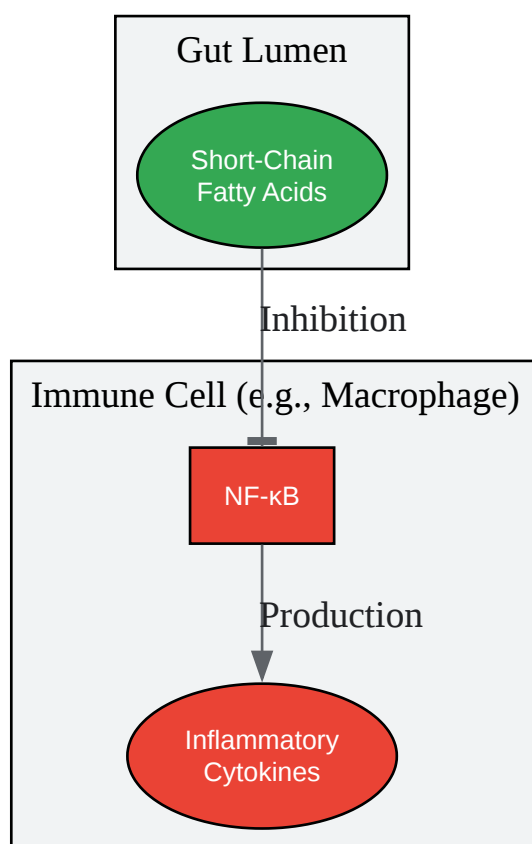 Gut Lumen
Short-Chain
Fatty Acids
Inhibition
Immune Cell (e.g., Macrophage)
NF-κB
Production
Inflammatory
Cytokines